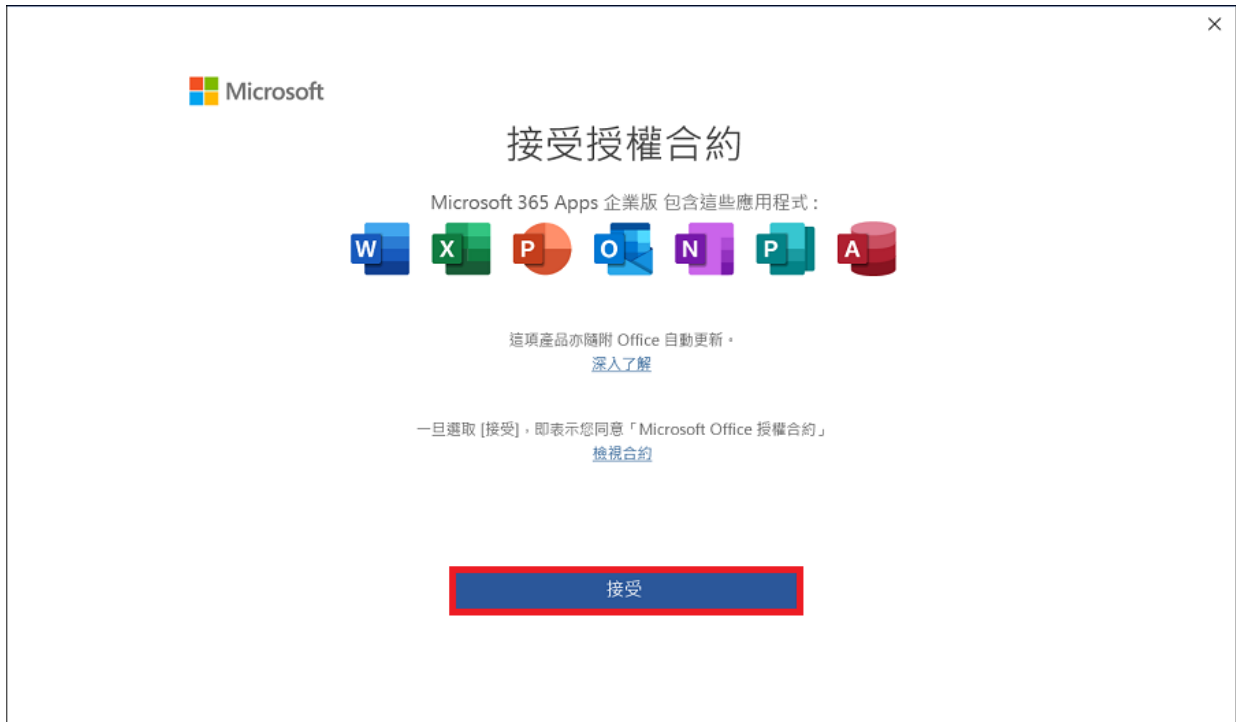 Microsoft
接受授權合約
Microsoft 365 Apps 企業版 包含這些應用程式：
W X P O N P A
這項產品亦隨附 Office 自動更新。
深入了解
一旦選取 [接受]，即表示您同意「Microsoft Office 授權合約」
檢視合約
接受